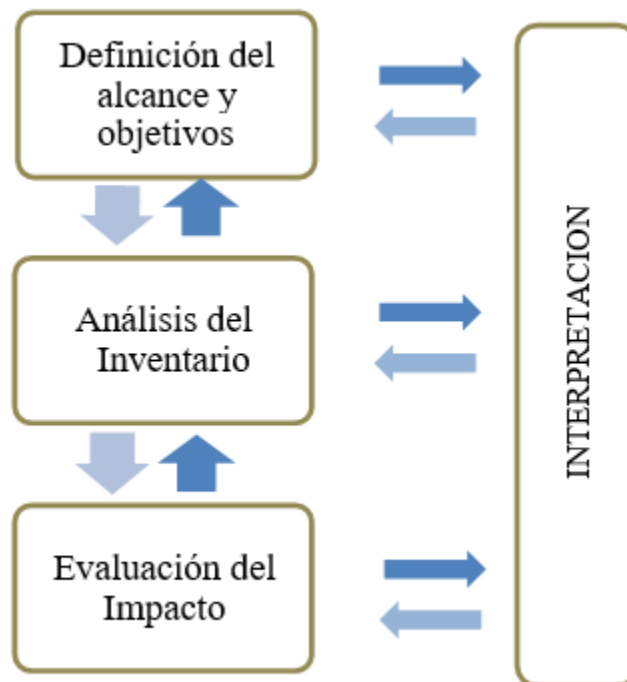 Definición del
alcance y
objetivos
Análisis del
Inventario
Evaluación del
Impacto
INTERPRETACION